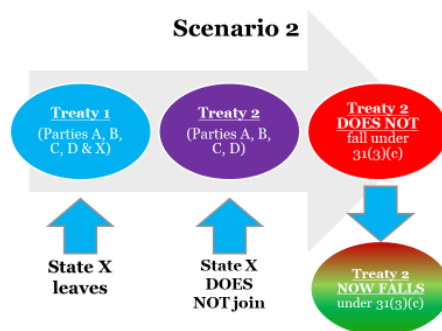 Scenario 2
Treaty 1
(Parties A, B,
C, D & X)
Treaty 2
(Parties A, B,
C, D)
Treaty 2
DOES NOT
fall under
31(3)(c)
State X
leaves
State X
DOES
NOT join
Treaty 2
NOW FALLS
under 31(3)(c)